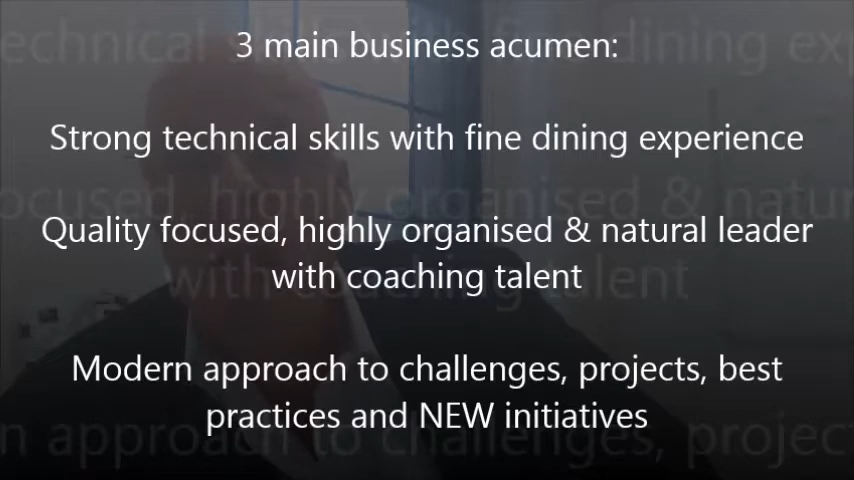 3 main business acumen:
Strong technical skills with fine dining experience
Quality focused, highly organised & natural leader
with coaching talent
Modern approach to challenges, projects, best
practices and NEW initiatives